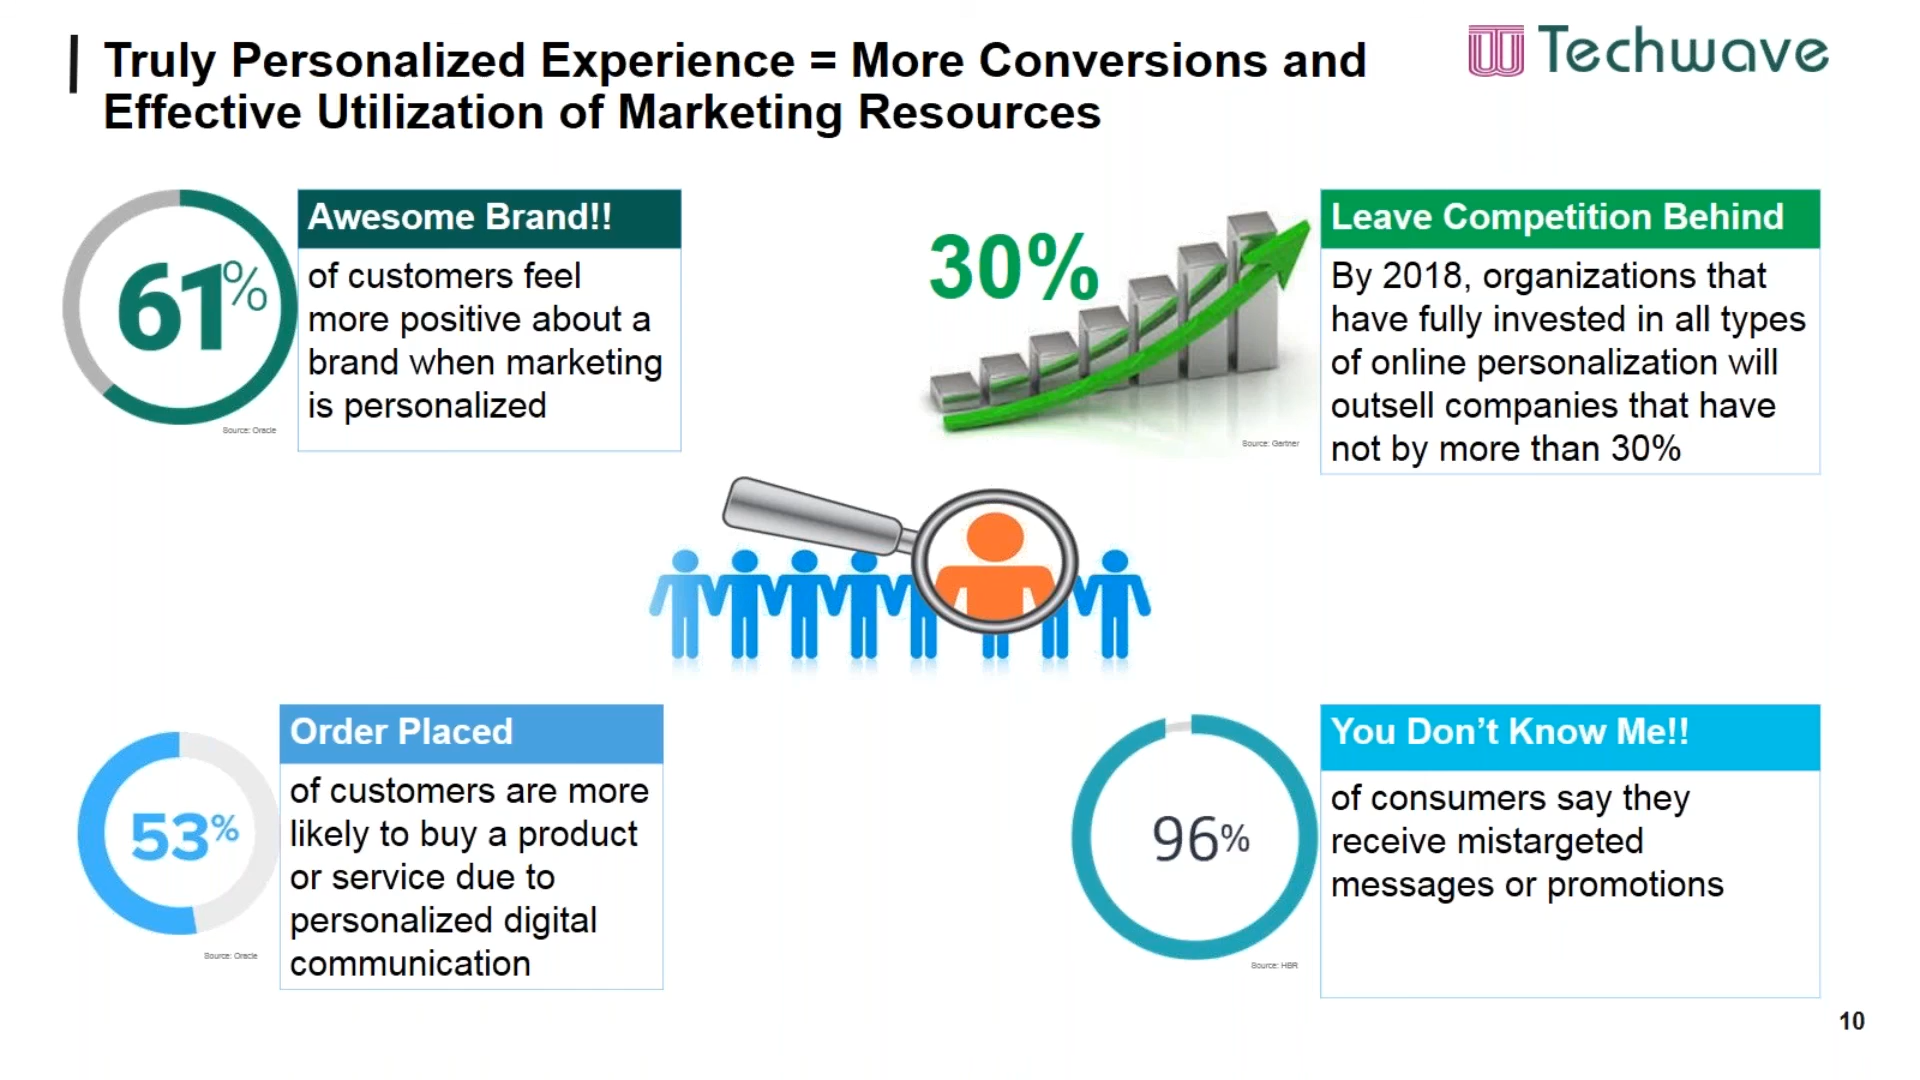 Truly Personalized Experience = More Conversions and
Effective Utilization of Marketing Resources
Techwave
61%
Source: Oracle
Awesome Brand!!
of customers feel
more positive about a
brand when marketing
is personalized
30%
Source: Gartner
Leave Competition Behind
By 2018, organizations that
have fully invested in all types
of online personalization will
outsell companies that have
not by more than 30%
53%
Source: Oracle
Order Placed
of customers are more
likely to buy a product
or service due to
personalized digital
communication
96%
Source: HBR
You Don’t Know Me!!
of consumers say they
receive mistargeted
messages or promotions
10